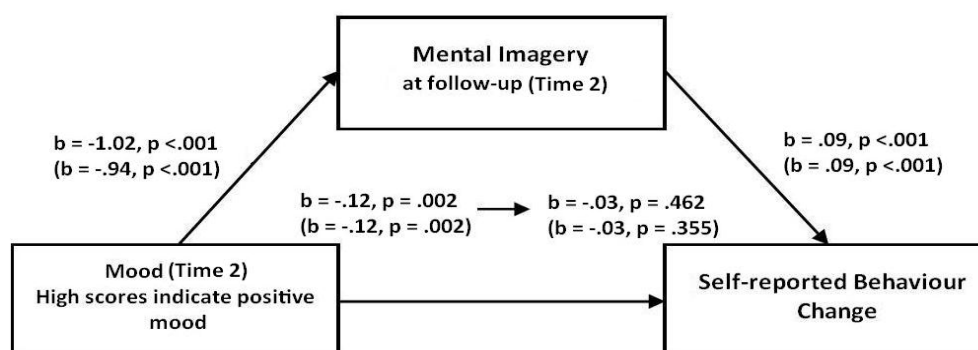 Mental Imagery
at follow-up (Time 2)
b = -1.02, p <.001
(b = -.94, p <.001)
b = .09, p <.001
(b = .09, p <.001)
b = -.12, p = .002
(b = -.12, p = .002)
b = -.03, p = .462
(b = -.03, p = .355)
Mood (Time 2)
High scores indicate positive
mood
Self-reported Behaviour
Change